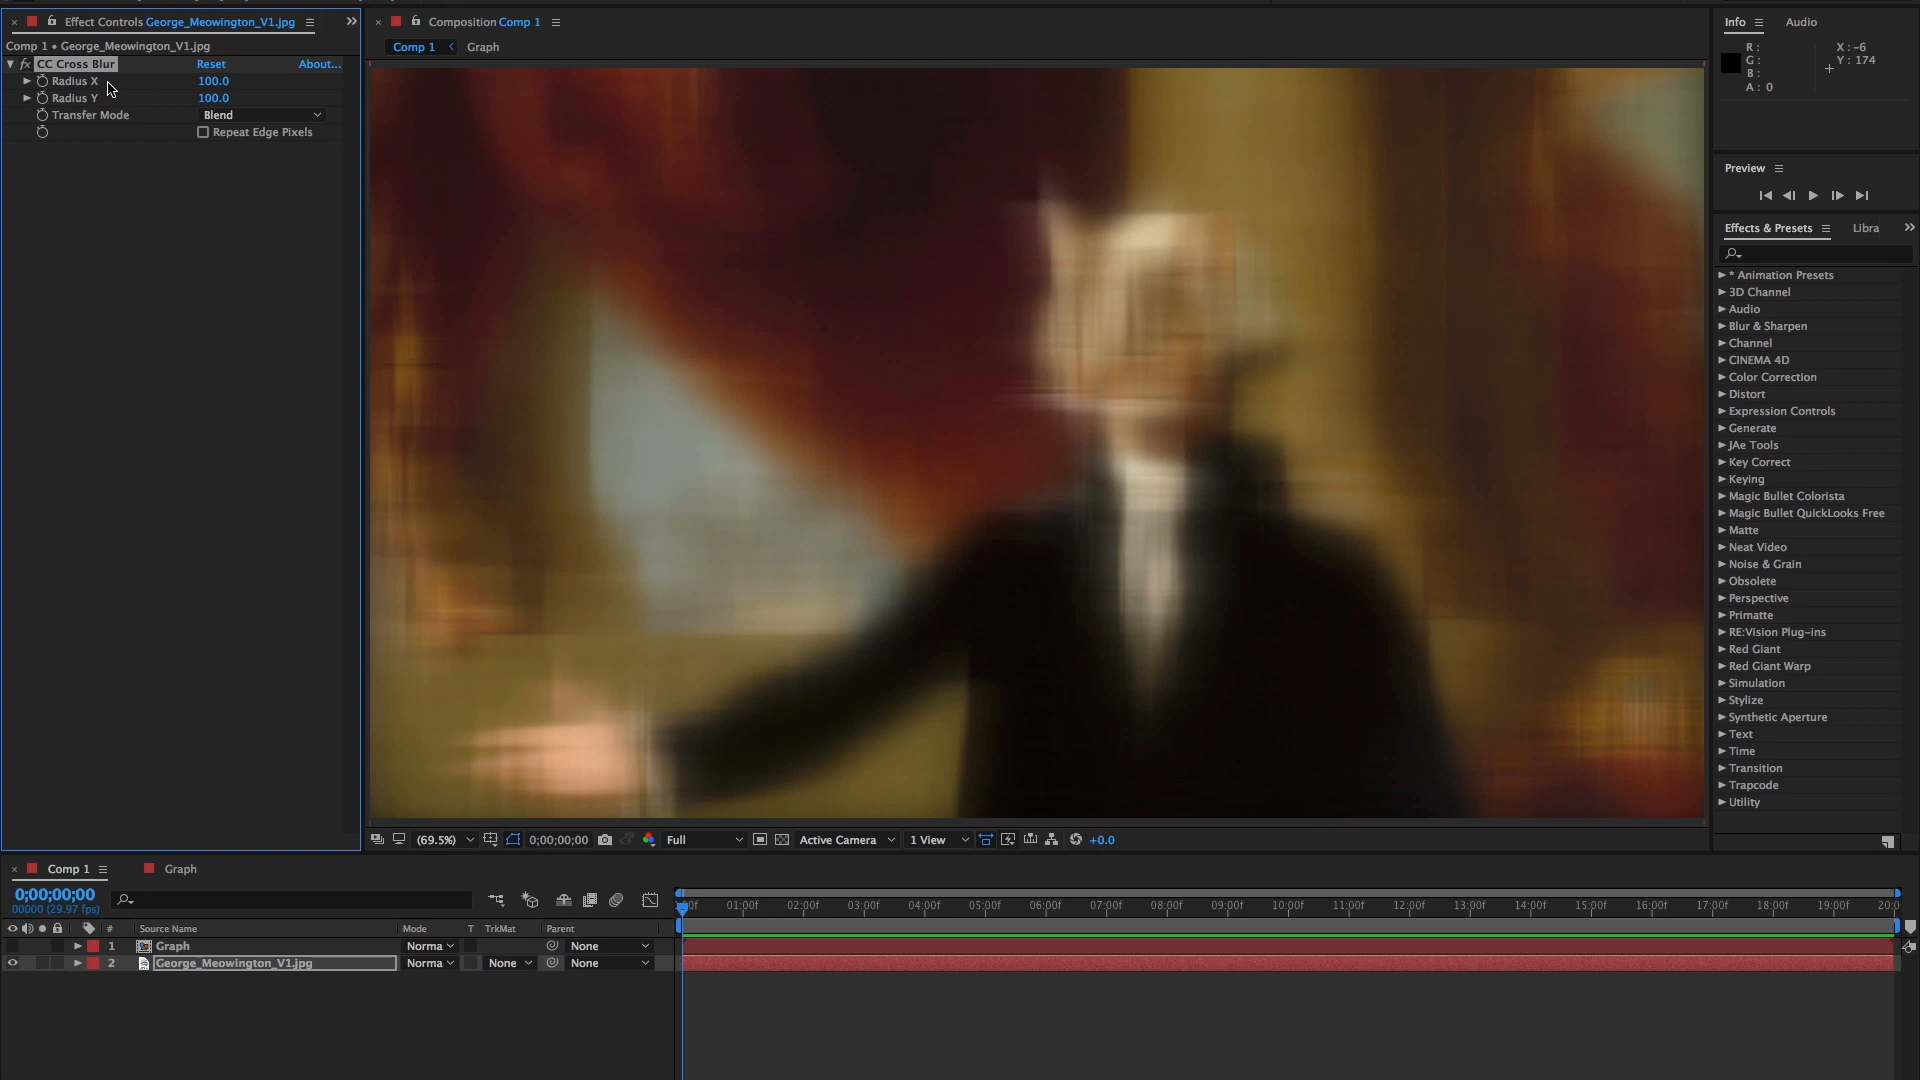 Effect Controls George_Meowington_V1.jpg
Comp 1 • George_Meowington_V1.jpg
fx CC Cross Blur Reset About...
Radius X 100.0
Radius Y 100.0
Transfer Mode Blend
Repeat Edge Pixels
Composition Comp 1
Comp 1 Graph
(69.5%) 0;00;00;00 Full Active Camera 1 View +0.0
Info Audio
R: X: -6
G: Y: 174
B:
A: 0
Preview
Effects & Presets Libra
* Animation Presets
3D Channel
Audio
Blur & Sharpen
Channel
CINEMA 4D
Color Correction
Distort
Expression Controls
Generate
JAe Tools
Key Correct
Keying
Magic Bullet Colorista
Magic Bullet QuickLooks Free
Matte
Neat Video
Noise & Grain
Obsolete
Perspective
Primatte
RE:Vision Plug-ins
Red Giant
Red Giant Warp
Simulation
Stylize
Synthetic Aperture
Text
Time
Transition
Trapcode
Utility
Comp 1 Graph
0;00;00;00
00000 (29.97 fps)
01:00f 02:00f 03:00f 04:00f 05:00f 06:00f 07:00f 08:00f 09:00f 10:00f 11:00f 12:00f 13:00f 14:00f 15:00f 16:00f 17:00f 18:00f 19:00f 20:0
# Source Name Mode T TrkMat Parent
1 Graph Norma None
2 George_Meowington_V1.jpg Norma None None